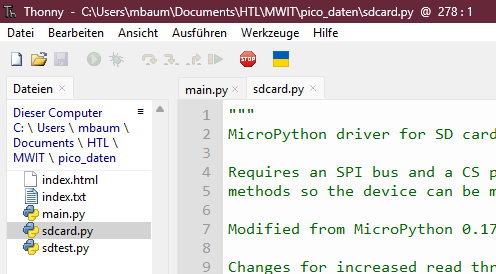 Thonny - C:\Users\mbaum\Documents\HTL\MWIT\pico_daten\sdcard.py @ 278 : 1
Datei Bearbeiten Ansicht Ausführen Werkzeuge Hilfe
STOP
Dateien
main.py sdcard.py
Dieser Computer
C: \ Users \ mbaum \
Documents \ HTL \
MWIT \ pico_daten
index.html
index.txt
main.py
sdcard.py
sdtest.py
1 """
2 MicroPython driver for SD card
3
4 Requires an SPI bus and a CS p
5 methods so the device can be m
6
7 Modified from MicroPython 0.17
8
9 Changes for increased read thr